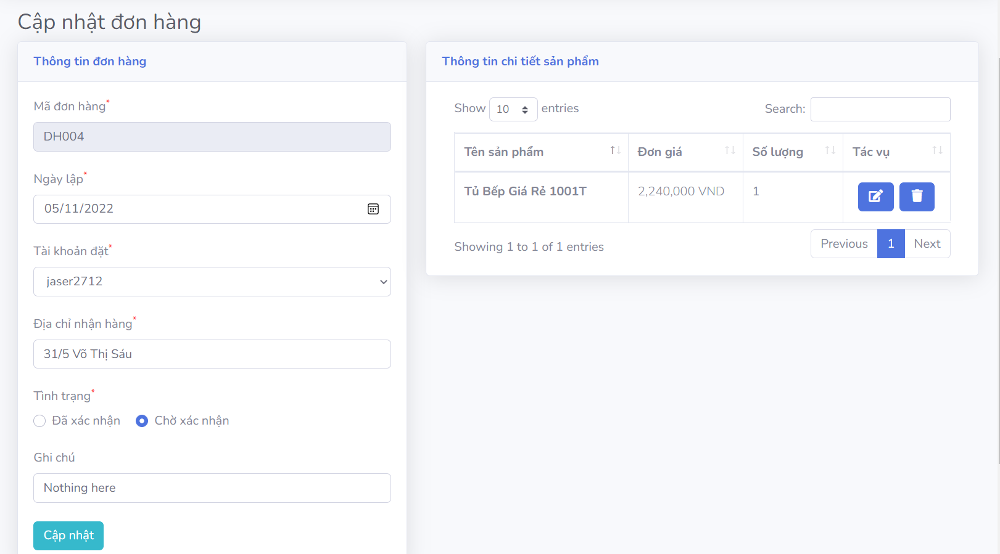 Cập nhật đơn hàng
Thông tin đơn hàng
Mã đơn hàng*
DH004
Ngày lập*
05/11/2022
Tài khoản đặt*
jaser2712
Địa chỉ nhận hàng*
31/5 Võ Thị Sáu
Tình trạng*
Đã xác nhận Chờ xác nhận
Ghi chú
Nothing here
Cập nhật
Thông tin chi tiết sản phẩm
Show 10 entries Search:
Tên sản phẩm Đơn giá Số lượng Tác vụ
Tủ Bếp Giá Rẻ 1001T 2,240,000 VND 1
Showing 1 to 1 of 1 entries Previous 1 Next